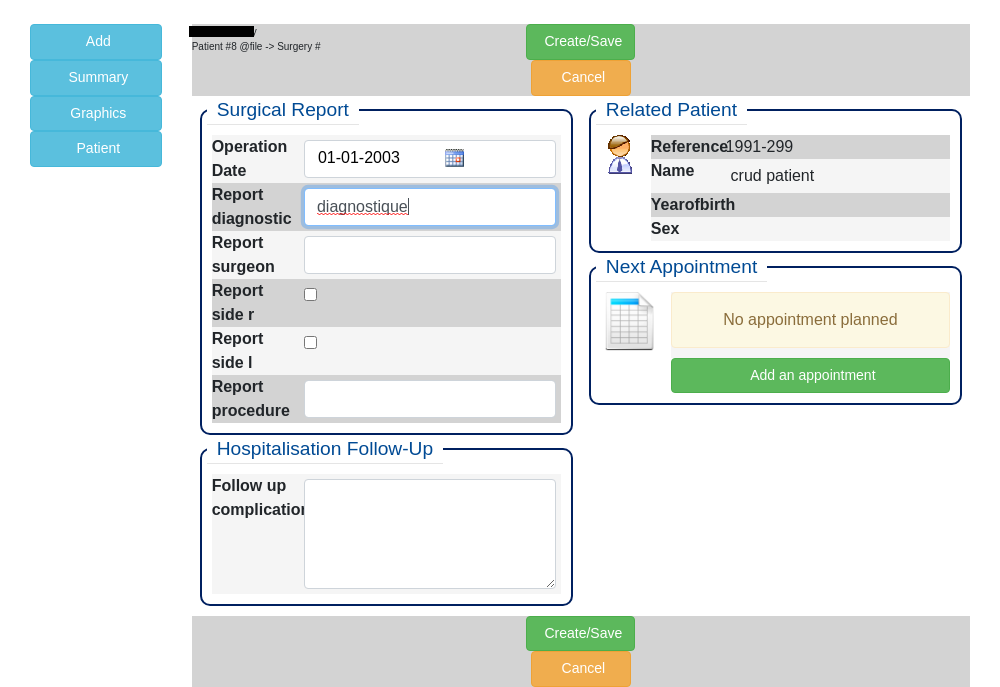 Add
Summary
Graphics
Patient
Patient #8 @file -> Surgery #
Create/Save
Cancel
Surgical Report
Operation
Date
01-01-2003
Report
diagnostic
diagnostique
Report
surgeon
Report
side r
Report
side l
Report
procedure
Hospitalisation Follow-Up
Follow up
complication
Related Patient
Reference 1991-299
Name crud patient
Yearofbirth
Sex
Next Appointment
No appointment planned
Add an appointment
Create/Save
Cancel